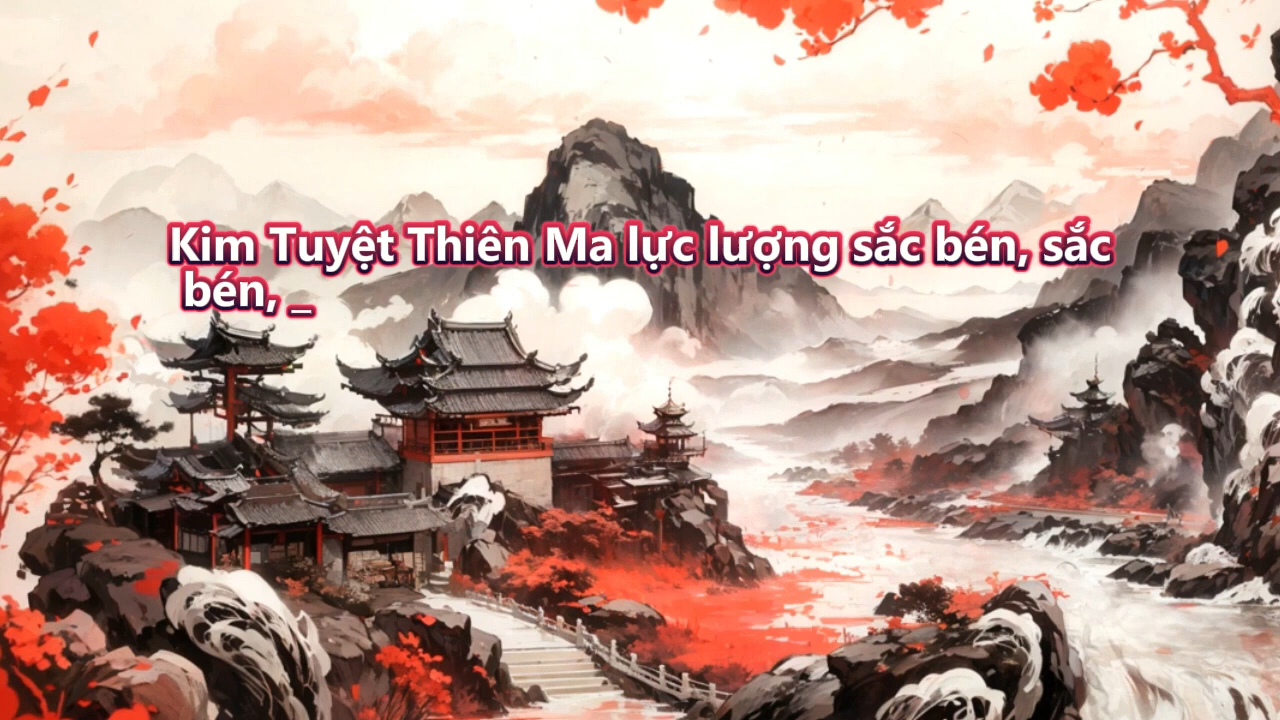 Kim Tuyệt Thiên Ma lực lượng sắc bén, sắc
bén, _